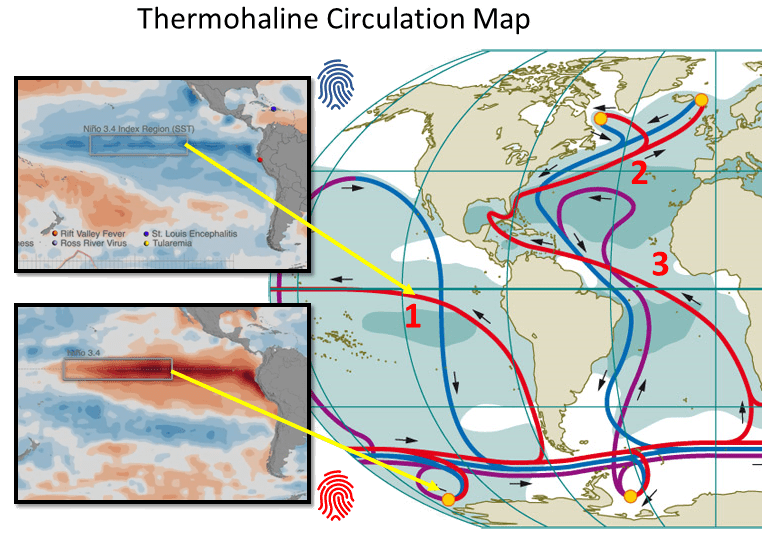 Thermohaline Circulation Map
Niño 3.4 Index Region (SST)
Rift Valley Fever
St. Louis Encephalitis
ness
Ross River Virus
Tularemia
Niño 3.4
1
2
3